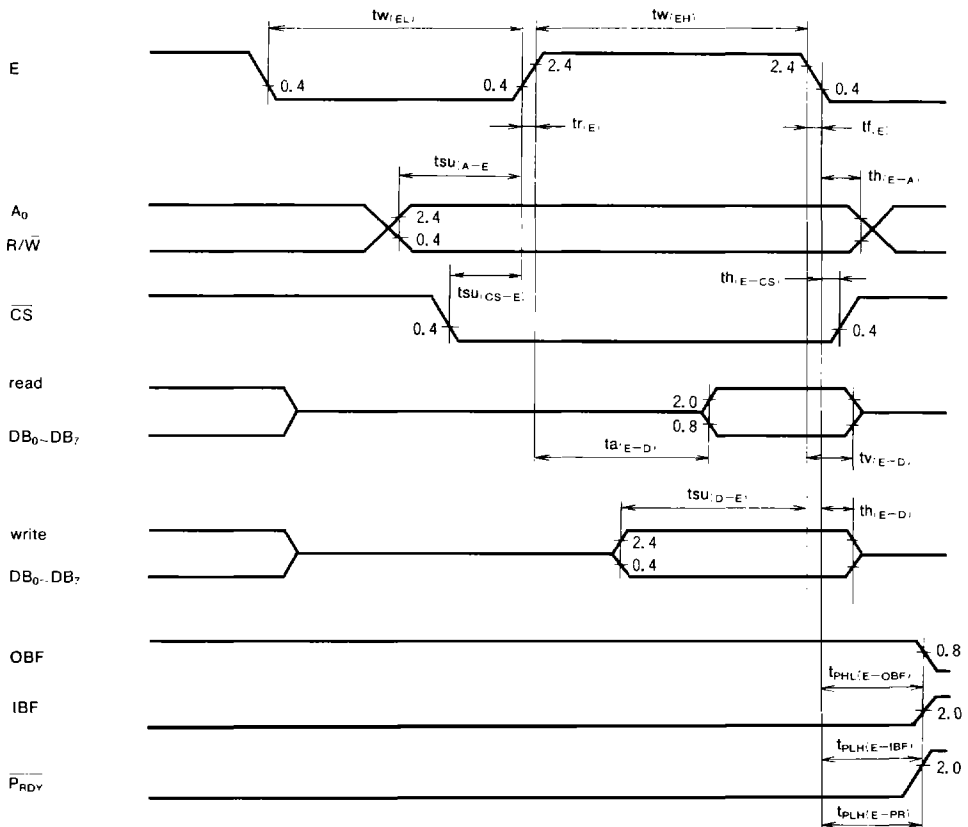 tw(EL) tw(EH)
E 0.4 0.4 2.4 2.4 0.4
tr(E) tf(E)
tsu(A-E) th(E-A)
A0 2.4
R/W̅ 0.4
tsu(CS-E) th(E-CS)
C̅S̅ 0.4 0.4
read 2.0
DB0~DB7 0.8
ta(E-D) tv(E-D)
tsu(D-E) th(E-D)
write 2.4
DB0~DB7 0.4
OBF 0.8
tPHL(E-OBF)
IBF 2.0
tPLH(E-IBF)
P̅R̅D̅Y̅ 2.0
tPLH(E-PR)